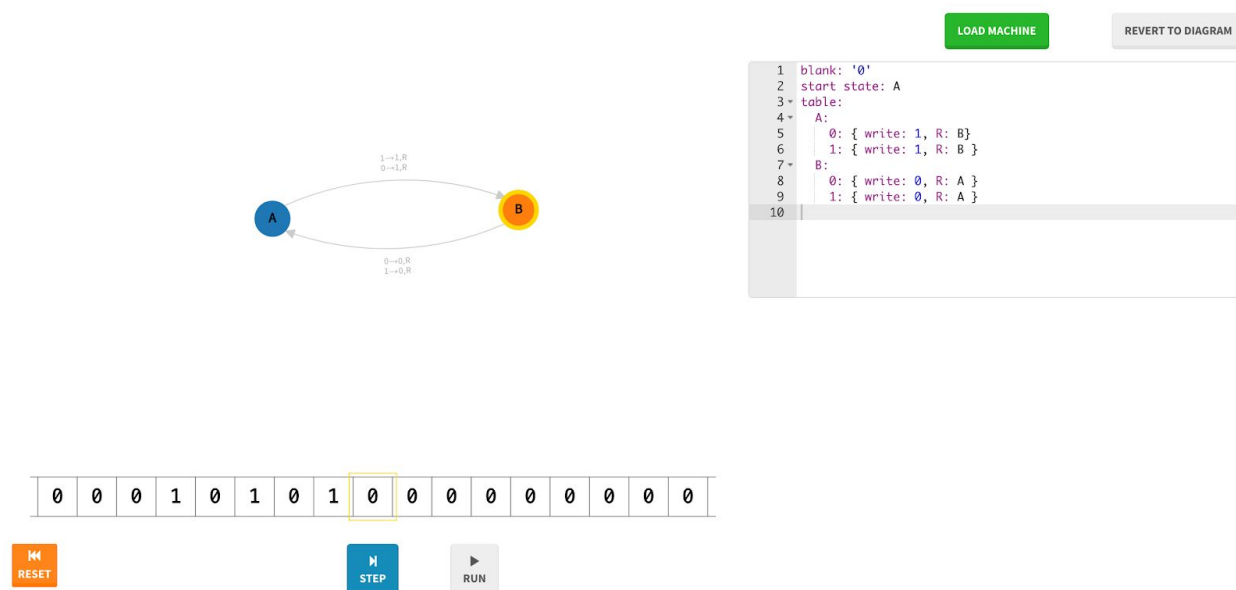 LOAD MACHINE
REVERT TO DIAGRAM
1 blank: '0'
2 start state: A
3 table:
4 A:
5 0: { write: 1, R: B}
6 1: { write: 1, R: B }
7 B:
8 0: { write: 0, R: A }
9 1: { write: 0, R: A }
10
1→1,R
0→1,R
A
B
0→0,R
1→0,R
0 0 0 1 0 1 0 1 0 0 0 0 0 0 0 0 0
RESET
STEP
RUN